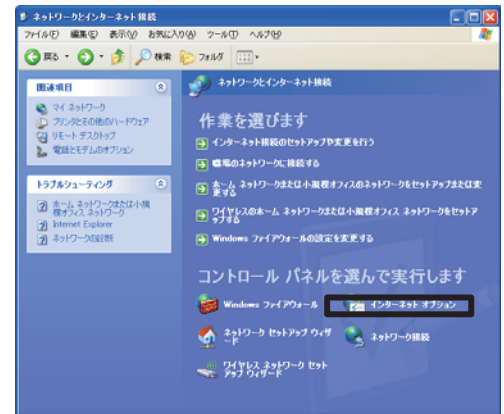 ネットワークとインターネット接続
ファイル(F) 編集(E) 表示(V) お気に入り(A) ツール(T) ヘルプ(H)
戻る 検索 フォルダ
関連項目
マイ ネットワーク
プリンタとその他のハードウェア
リモート デスクトップ
電話とモデムのオプション
トラブルシューティング
ホーム ネットワークまたは小規
模オフィス ネットワーク
Internet Explorer
ネットワークの診断
ネットワークとインターネット接続
作業を選びます
インターネット接続のセットアップや変更を行う
職場のネットワークに接続する
ホーム ネットワークまたは小規模オフィスのネットワークをセットアップまたは変
更する
ワイヤレスのホーム ネットワークまたは小規模オフィス ネットワークをセットア
ップする
Windows ファイアウォールの設定を変更する
コントロール パネルを選んで実行します
Windows ファイアウォール
インターネット オプション
ネットワーク セットアップ ウィザ
ード
ネットワーク接続
ワイヤレス ネットワーク セット
アップ ウィザード